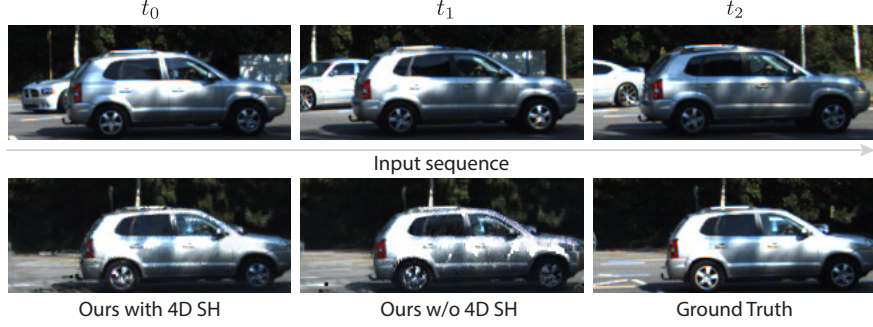 t₀ t₁ t₂
Input sequence
Ours with 4D SH Ours w/o 4D SH Ground Truth